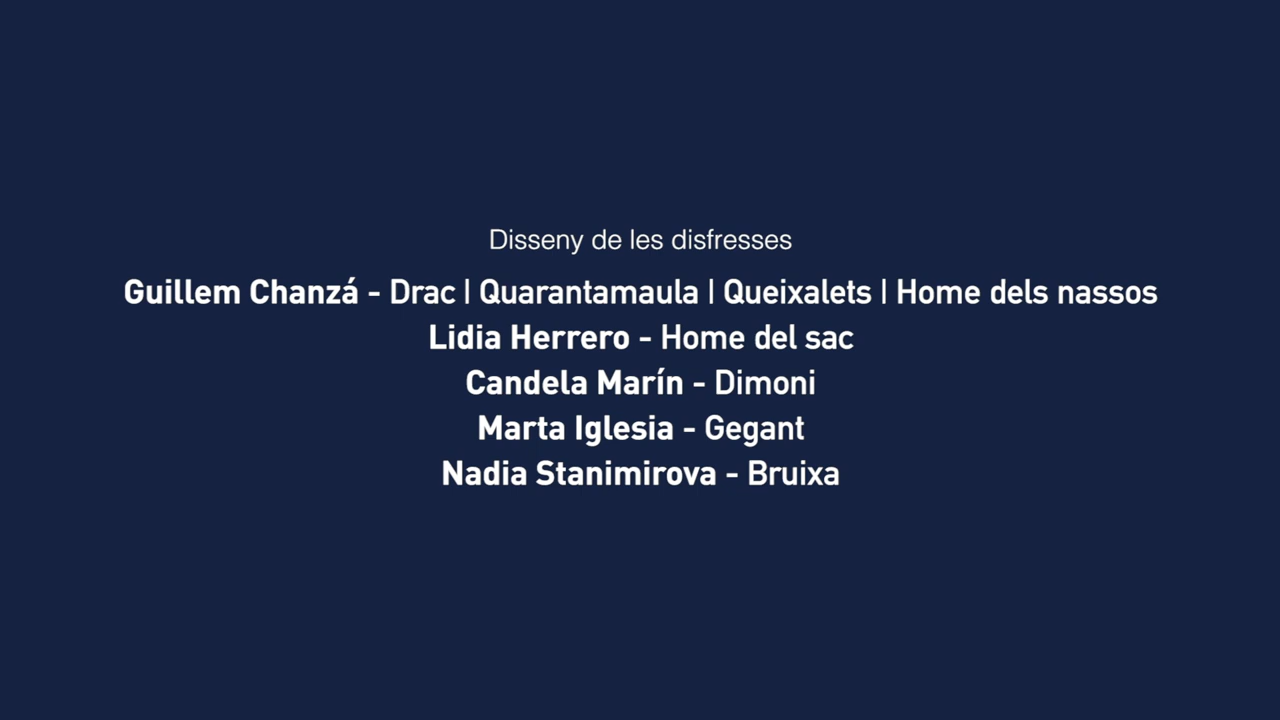 Disseny de les disfresses
Guillem Chanzá - Drac | Quarantamaula | Queixalets | Home dels nassos
Lidia Herrero - Home del sac
Candela Marín - Dimoni
Marta Iglesia - Gegant
Nadia Stanimirova - Bruixa